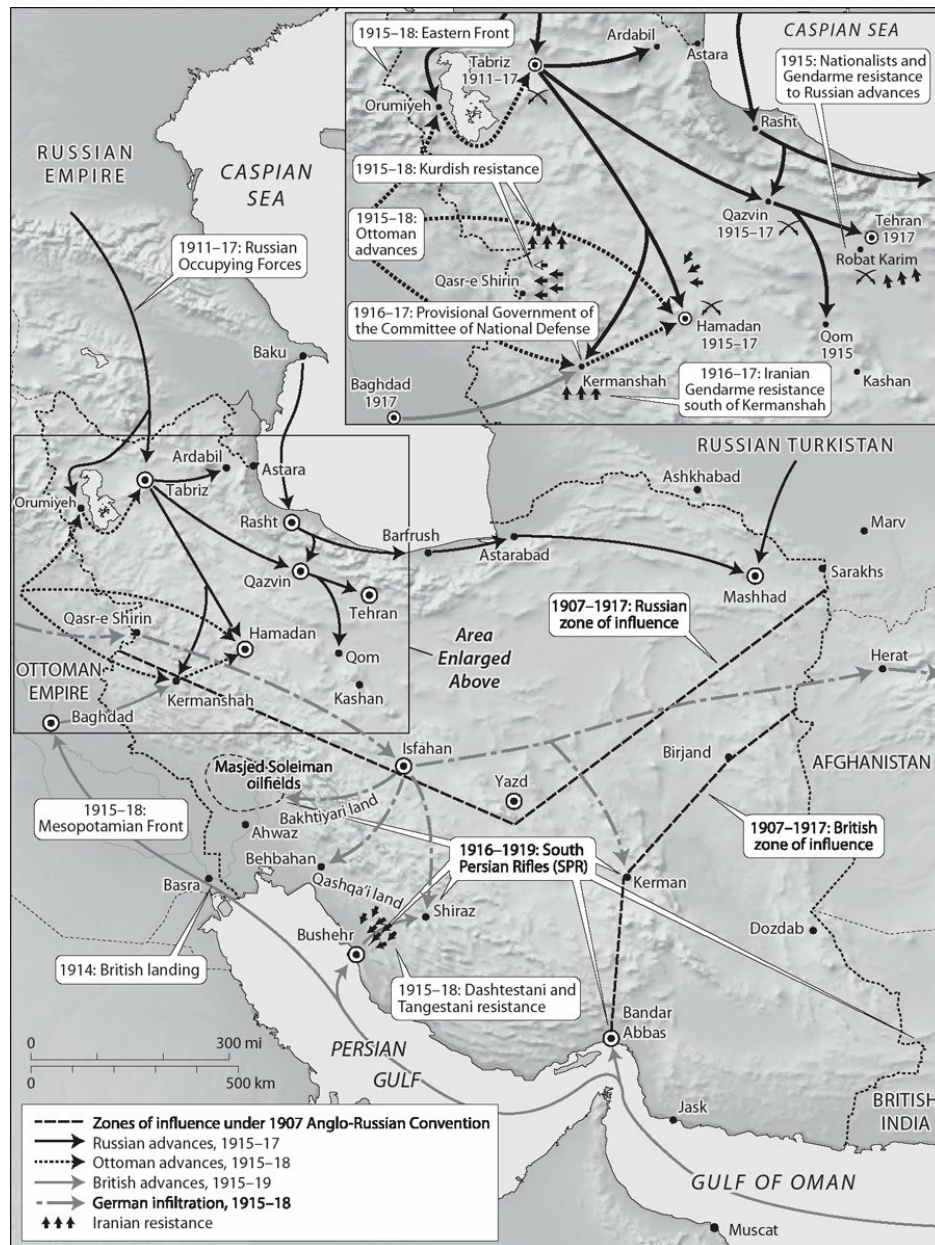 1915–18: Eastern Front
Ardabil
CASPIAN SEA
Tabriz
1911–17
Astara
1915: Nationalists and
Gendarme resistance
to Russian advances
Orumiyeh
Rasht
RUSSIAN
EMPIRE
CASPIAN
SEA
1915–18: Kurdish resistance
1915–18:
Ottoman
advances
Qazvin
1915–17
Tehran
1917
Robat Karim
1911–17: Russian
Occupying Forces
Qasr-e Shirin
1916–17: Provisional Government
of the Committee of National Defense
Hamadan
1915–17
Qom
1915
Baku
Baghdad
1917
Kermanshah
1916–17: Iranian
Gendarme resistance
south of Kermanshah
Kashan
RUSSIAN TURKISTAN
Ardabil
Astara
Tabriz
Orumiyeh
Ashkhabad
Rasht
Barfrush
Astarabad
Marv
Qazvin
Tehran
Mashhad
Sarakhs
Qasr-e Shirin
Hamadan
1907–1917: Russian
zone of influence
Area
Enlarged
Above
Qom
Herat
OTTOMAN
EMPIRE
Kermanshah
Kashan
Baghdad
Isfahan
Birjand
AFGHANISTAN
Masjed Soleiman
oilfields
Yazd
1915–18:
Mesopotamian Front
Bakhtiyari land
Ahwaz
1907–1917: British
zone of influence
1916–1919: South
Persian Rifles (SPR)
Behbahan
Qashqa'i land
Basra
Kerman
Shiraz
Dozdab
Bushehr
1914: British landing
1915–18: Dashtestani and
Tangestani resistance
Bandar
Abbas
0 300 mi
0 500 km
PERSIAN
GULF
Jask
BRITISH
INDIA
GULF OF OMAN
Muscat
Zones of influence under 1907 Anglo-Russian Convention
Russian advances, 1915–17
Ottoman advances, 1915–18
British advances, 1915–19
German infiltration, 1915–18
Iranian resistance